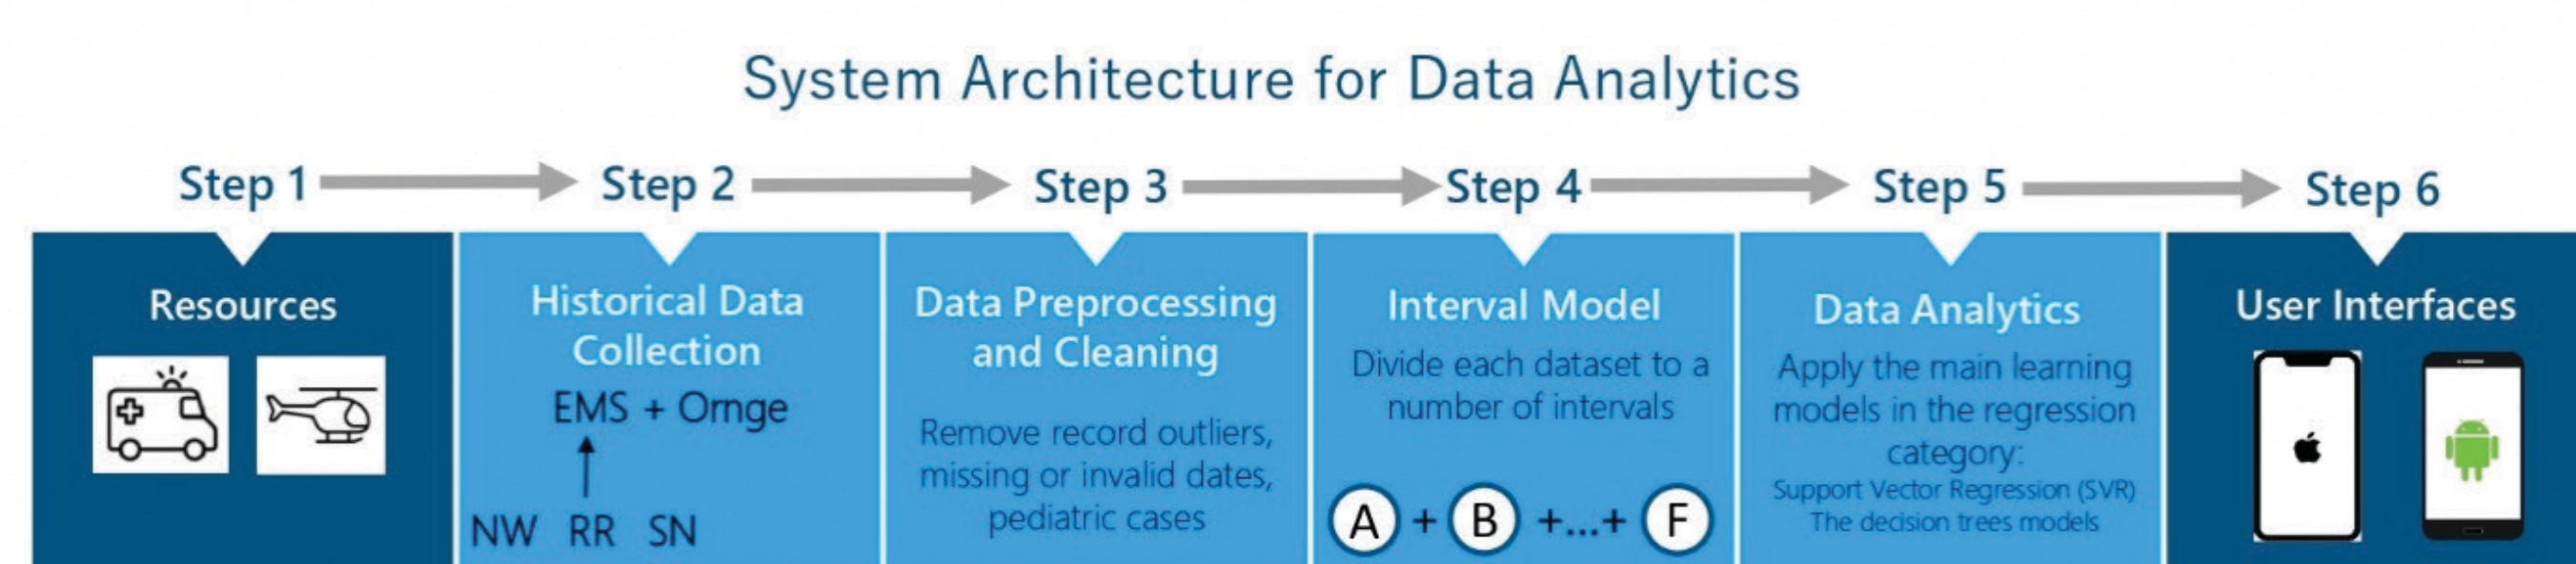 System Architecture for Data Analytics
Step 1
Step 2
Step 3
Step 4
Step 5
Step 6
Resources
Historical Data
Collection
EMS + Ornge
NW RR SN
Data Preprocessing
and Cleaning
Remove record outliers,
missing or invalid dates,
pediatric cases
Interval Model
Divide each dataset to a
number of intervals
A + B +...+ F
Data Analytics
Apply the main learning
models in the regression
category:
Support Vector Regression (SVR)
The decision trees models
User Interfaces